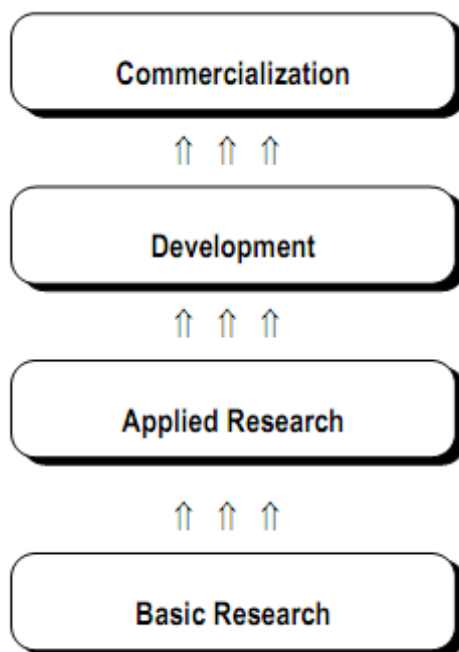 Commercialization
⇑ ⇑ ⇑
Development
⇑ ⇑ ⇑
Applied Research
⇑ ⇑ ⇑
Basic Research